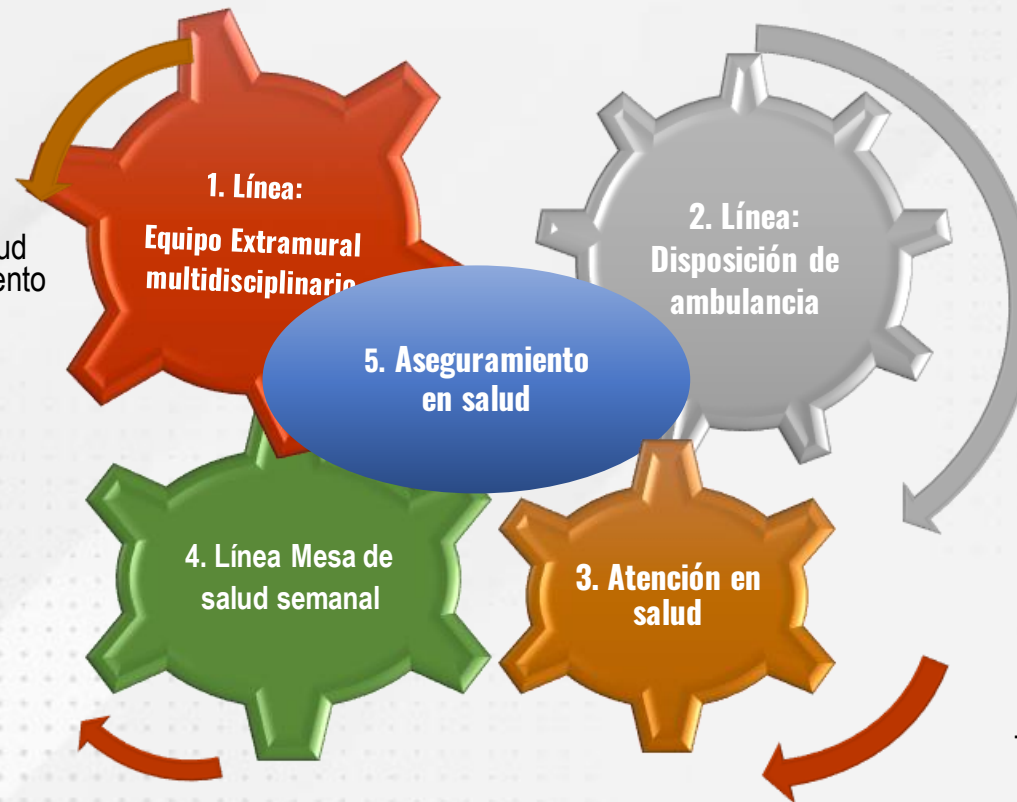 1. Línea:
Equipo Extramural
multidisciplinario
2. Línea:
Disposición de
ambulancia
5. Aseguramiento
en salud
4. Línea Mesa de
salud semanal
3. Atención en
salud